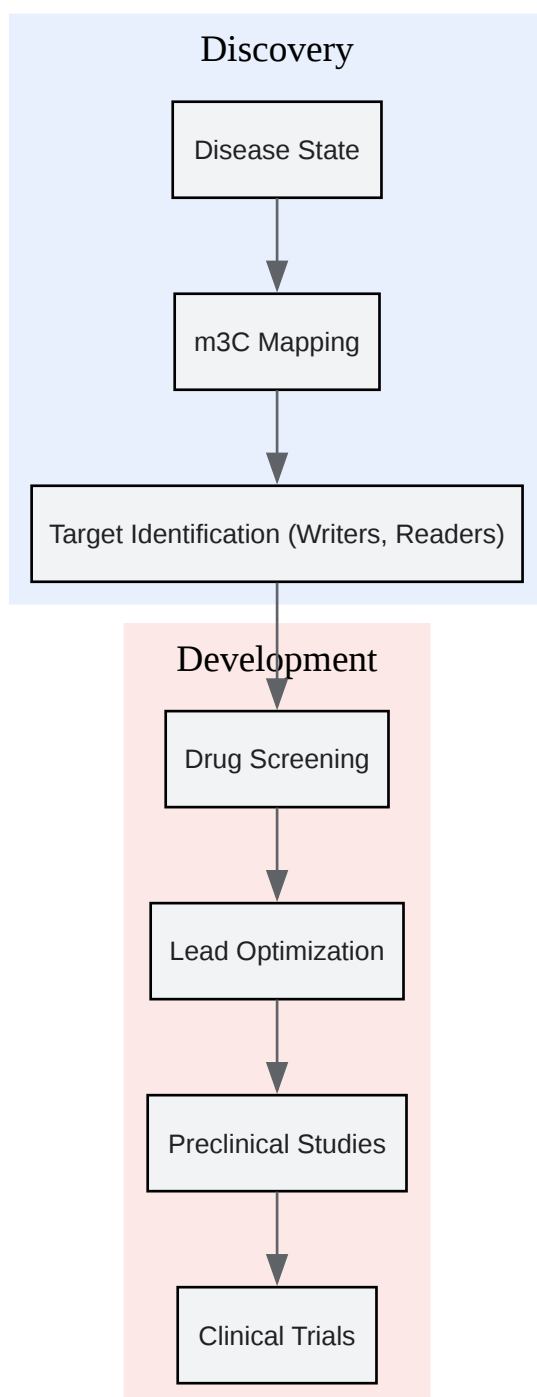 Discovery
Disease State
m3C Mapping
Target Identification (Writers, Readers)
Development
Drug Screening
Lead Optimization
Preclinical Studies
Clinical Trials